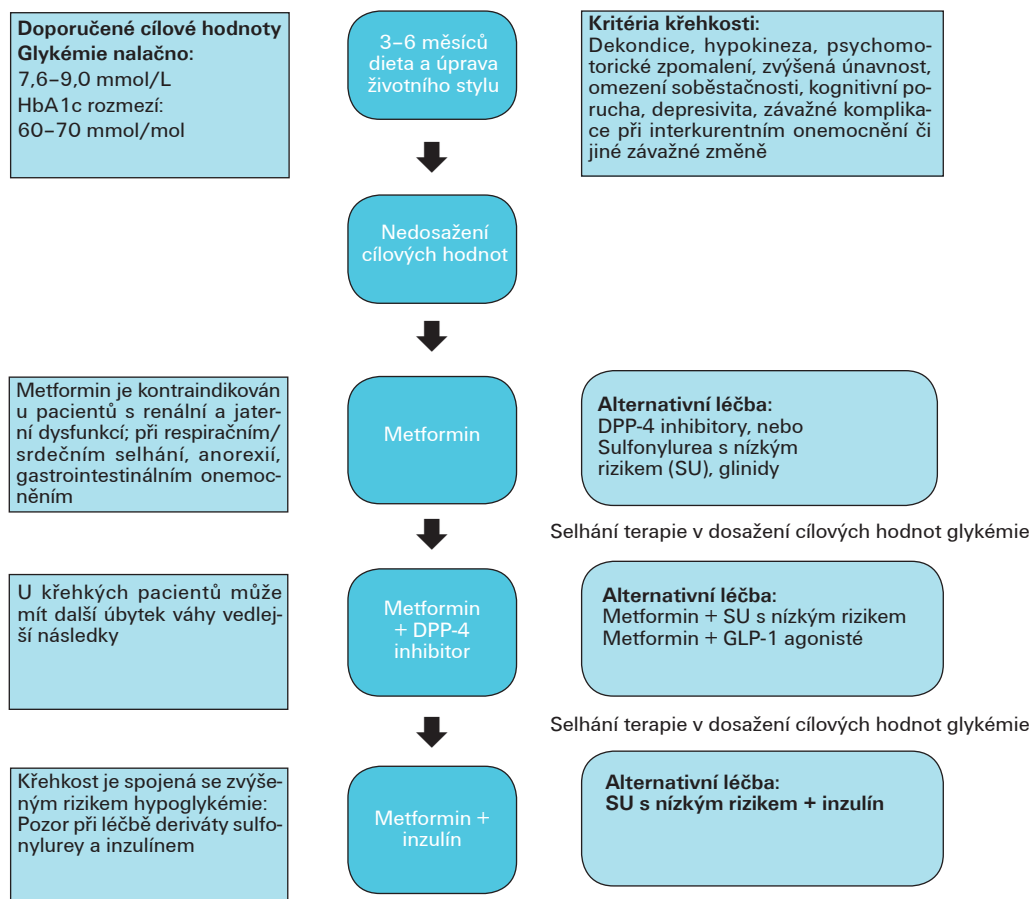 Doporučené cílové hodnoty
Glykémie nalačno:
7,6–9,0 mmol/L
HbA1c rozmezí:
60–70 mmol/mol
3–6 měsíců
dieta a úprava
životního stylu
Kritéria křehkosti:
Dekondice, hypokineza, psychomo-
torické zpomalení, zvýšená únavnost,
omezení soběstačnosti, kognitivní po-
rucha, depresivita, závažné komplika-
ce při interkurentním onemocnění či
jiné závažné změně
Nedosažení
cílových hodnot
Metformin je kontraindikován
u pacientů s renální a jater-
ní dysfunkcí; při respiračním/
srdečním selhání, anorexií,
gastrointestinálním onemoc-
něním
Metformin
Alternativní léčba:
DPP-4 inhibitory, nebo
Sulfonylurea s nízkým
rizikem (SU), glinidy
Selhání terapie v dosažení cílových hodnot glykémie
U křehkých pacientů může
mít další úbytek váhy vedlej-
ší následky
Metformin
+ DPP-4
inhibitor
Alternativní léčba:
Metformin + SU s nízkým rizikem
Metformin + GLP-1 agonisté
Selhání terapie v dosažení cílových hodnot glykémie
Křehkost je spojená se zvýše-
ným rizikem hypoglykémie:
Pozor při léčbě deriváty sulfo-
nylurey a inzulínem
Metformin +
inzulín
Alternativní léčba:
SU s nízkým rizikem + inzulín